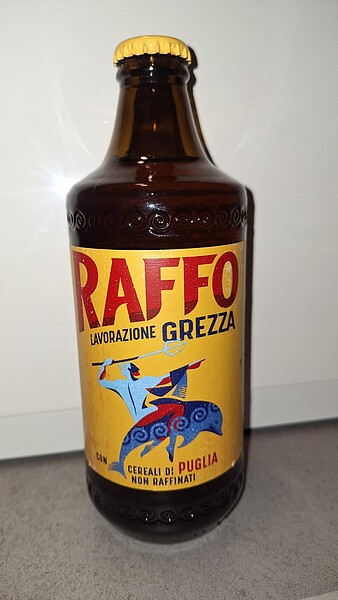 RAFFO
LAVORAZIONE GREZZA
CON CEREALI DI PUGLIA
NON RAFFINATI